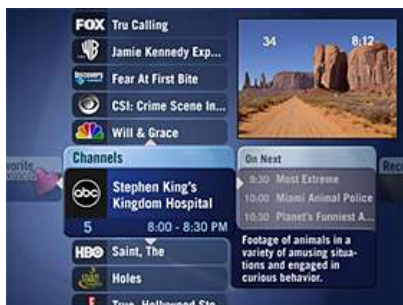 FOX Tru Calling
WB Jamie Kennedy Exp...
Discovery Fear At First Bite
CSI: Crime Scene In...
Will & Grace
34 8:12
Channels
abc Stephen King's
Kingdom Hospital
5 8:00 - 8:30 PM
On Next
9:30 Most Extreme
10:00 Miami Animal Police
10:30 Planet's Funniest A...
HBO Saint, The
Holes
Footage of animals in a
variety of amusing situa-
tions and engaged in
curious behavior.
E True Hollywood Sto